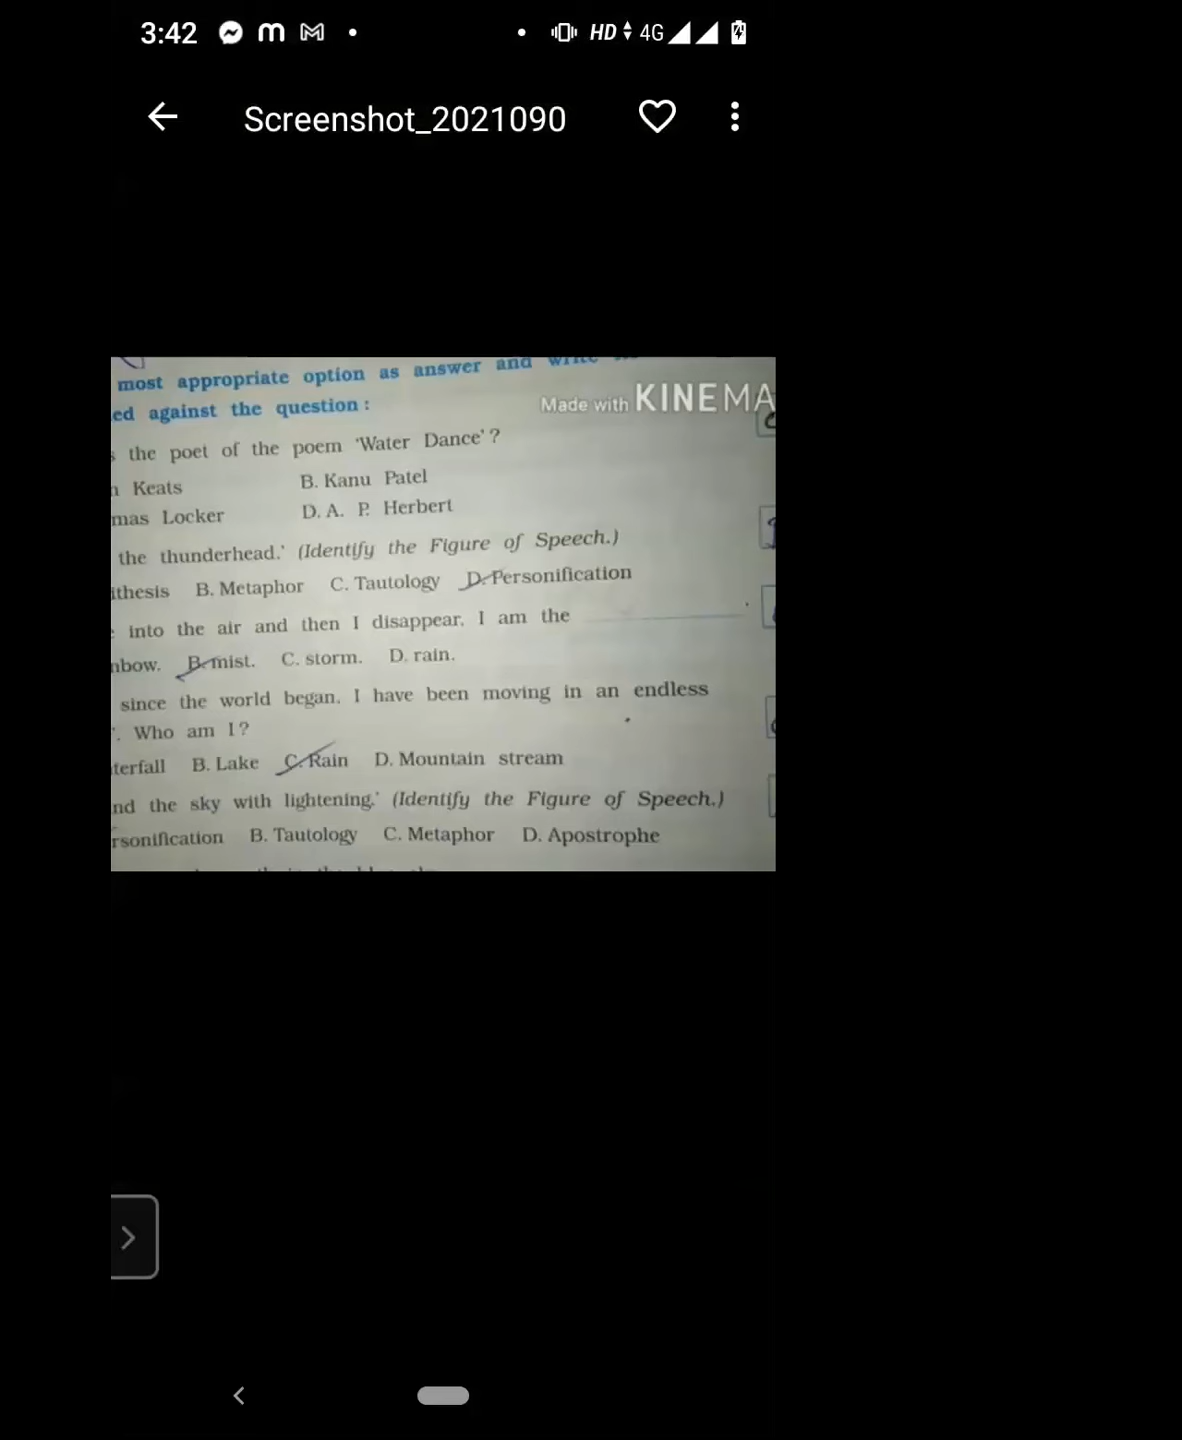 3:42 HD 4G
Screenshot_2021090
most appropriate option as answer and write
ed against the question :
Made with KINEMA
s the poet of the poem 'Water Dance' ?
n Keats B. Kanu Patel
mas Locker D. A. P. Herbert
the thunderhead.' (Identify the Figure of Speech.)
ithesis B. Metaphor C. Tautology D. Personification
e into the air and then I disappear. I am the
nbow. B. mist. C. storm. D. rain.
since the world began. I have been moving in an endless
'. Who am I ?
terfall B. Lake C. Rain D. Mountain stream
nd the sky with lightening.' (Identify the Figure of Speech.)
rsonification B. Tautology C. Metaphor D. Apostrophe